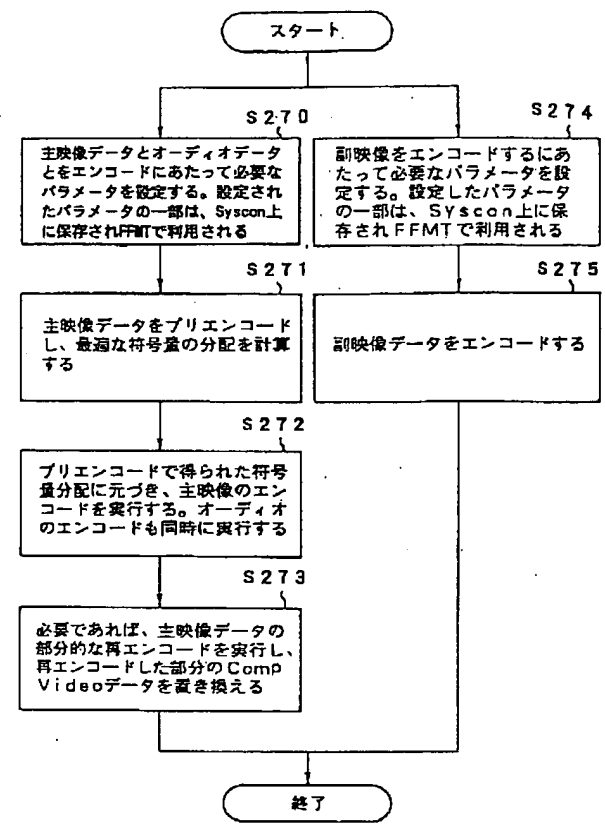 スタート
S270
主映像データとオーディオデータ
とをエンコードにあたって必要な
パラメータを設定する。設定され
たパラメータの一部は、Syscon上
に保存されFFMTで利用される
S274
副映像をエンコードするにあ
たって必要なパラメータを設
定する。設定したパラメータ
の一部は、Syscon上に保
存されFFMTで利用される
S271
主映像データをプリエンコード
し、最適な符号量の分配を計算
する
S275
副映像データをエンコードする
S272
プリエンコードで得られた符号
量分配に元づき、主映像のエン
コードを実行する。オーディオ
のエンコードも同時に実行する
S273
必要であれば、主映像データの
部分的な再エンコードを実行し、
再エンコードした部分のComp
Videoデータを置き換える
終了